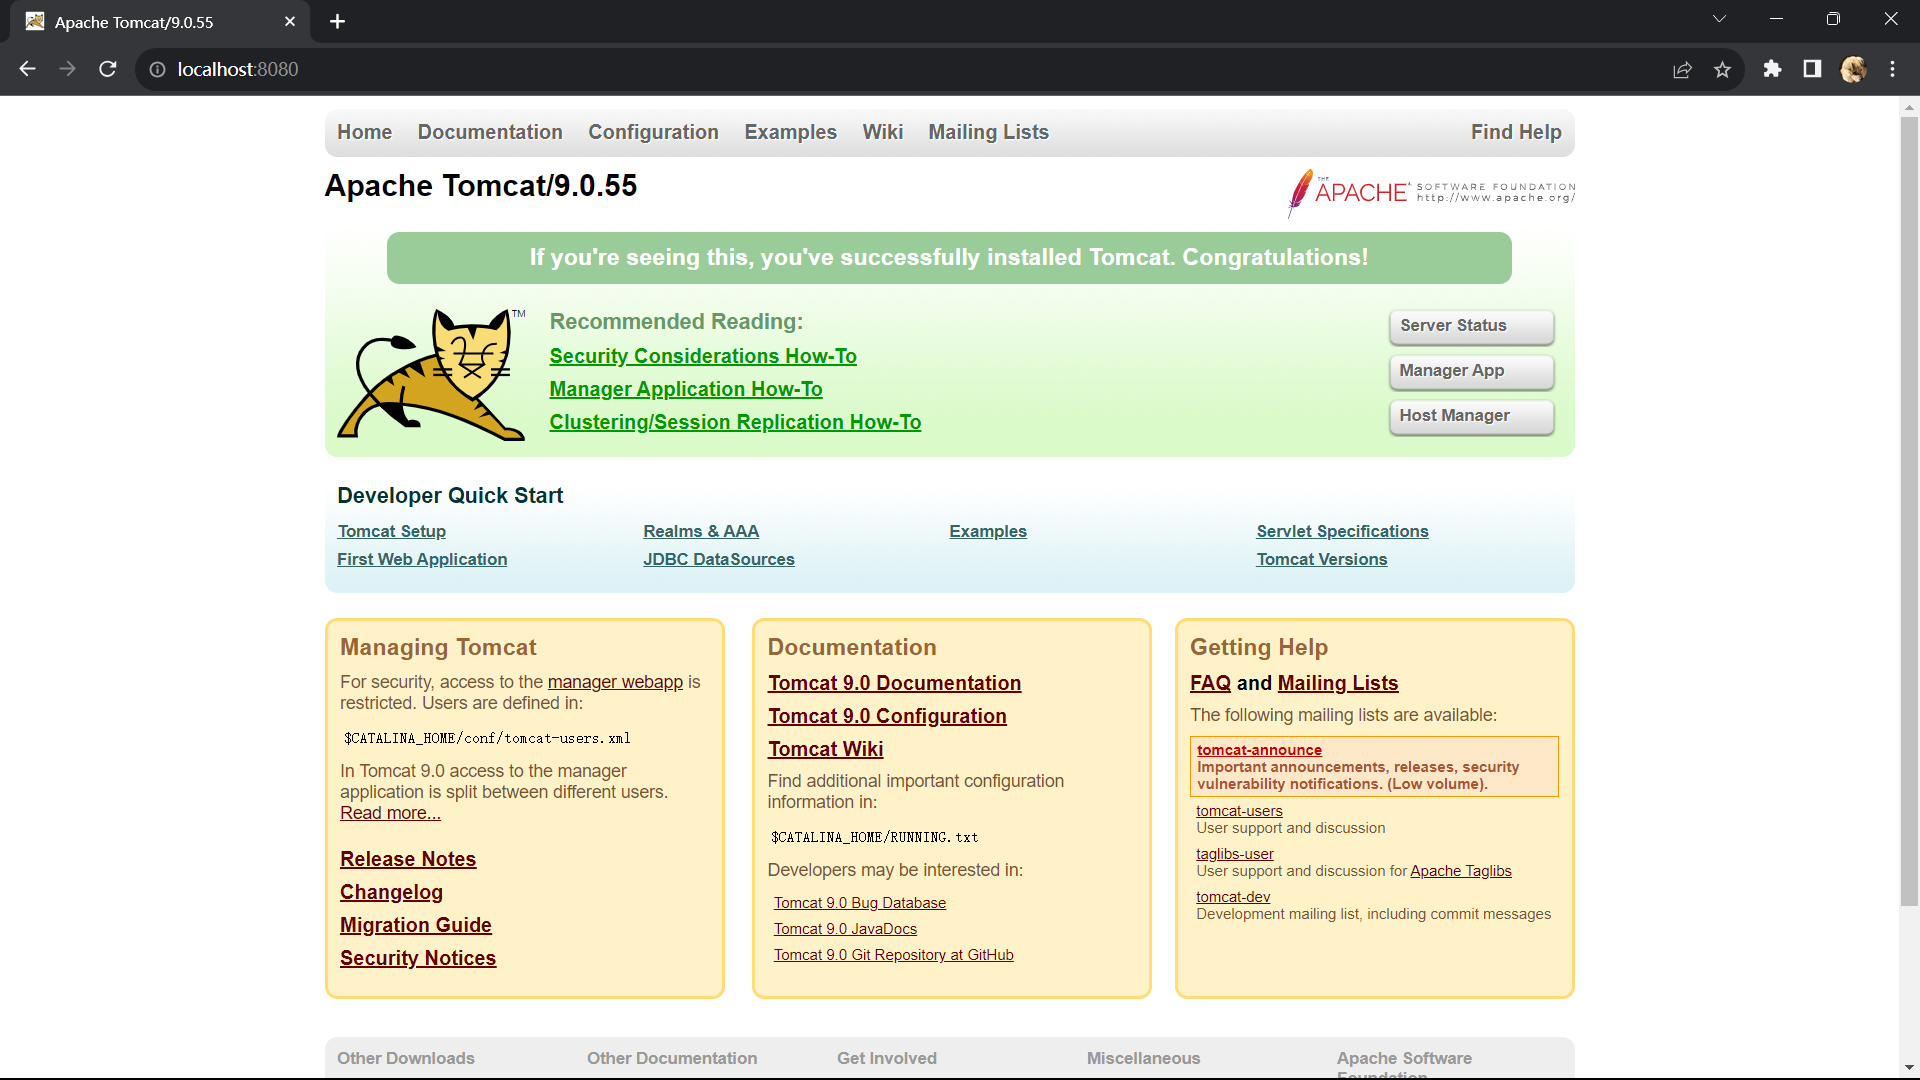 Apache Tomcat/9.0.55
localhost:8080
Home Documentation Configuration Examples Wiki Mailing Lists Find Help
Apache Tomcat/9.0.55
THE APACHE SOFTWARE FOUNDATION
http://www.apache.org/
If you're seeing this, you've successfully installed Tomcat. Congratulations!
TM
Recommended Reading:
Security Considerations How-To
Manager Application How-To
Clustering/Session Replication How-To
Server Status
Manager App
Host Manager
Developer Quick Start
Tomcat Setup
First Web Application
Realms & AAA
JDBC DataSources
Examples
Servlet Specifications
Tomcat Versions
Managing Tomcat
For security, access to the manager webapp is
restricted. Users are defined in:
$CATALINA_HOME/conf/tomcat-users.xml
In Tomcat 9.0 access to the manager
application is split between different users.
Read more...
Release Notes
Changelog
Migration Guide
Security Notices
Documentation
Tomcat 9.0 Documentation
Tomcat 9.0 Configuration
Tomcat Wiki
Find additional important configuration
information in:
$CATALINA_HOME/RUNNING.txt
Developers may be interested in:
Tomcat 9.0 Bug Database
Tomcat 9.0 JavaDocs
Tomcat 9.0 Git Repository at GitHub
Getting Help
FAQ and Mailing Lists
The following mailing lists are available:
tomcat-announce
Important announcements, releases, security
vulnerability notifications. (Low volume).
tomcat-users
User support and discussion
taglibs-user
User support and discussion for Apache Taglibs
tomcat-dev
Development mailing list, including commit messages
Other Downloads
Other Documentation
Get Involved
Miscellaneous
Apache Software
Foundation